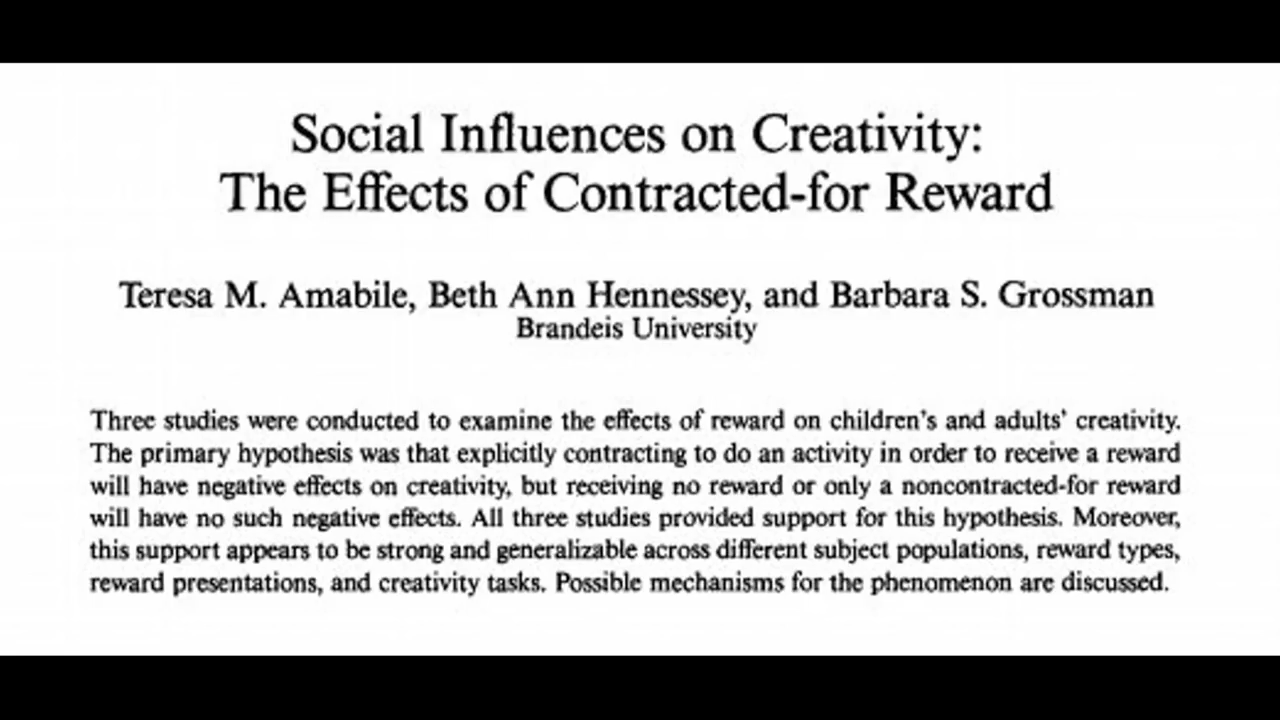 Social Influences on Creativity:
The Effects of Contracted-for Reward
Teresa M. Amabile, Beth Ann Hennessey, and Barbara S. Grossman
Brandeis University
Three studies were conducted to examine the effects of reward on children's and adults' creativity.
The primary hypothesis was that explicitly contracting to do an activity in order to receive a reward
will have negative effects on creativity, but receiving no reward or only a noncontracted-for reward
will have no such negative effects. All three studies provided support for this hypothesis. Moreover,
this support appears to be strong and generalizable across different subject populations, reward types,
reward presentations, and creativity tasks. Possible mechanisms for the phenomenon are discussed.